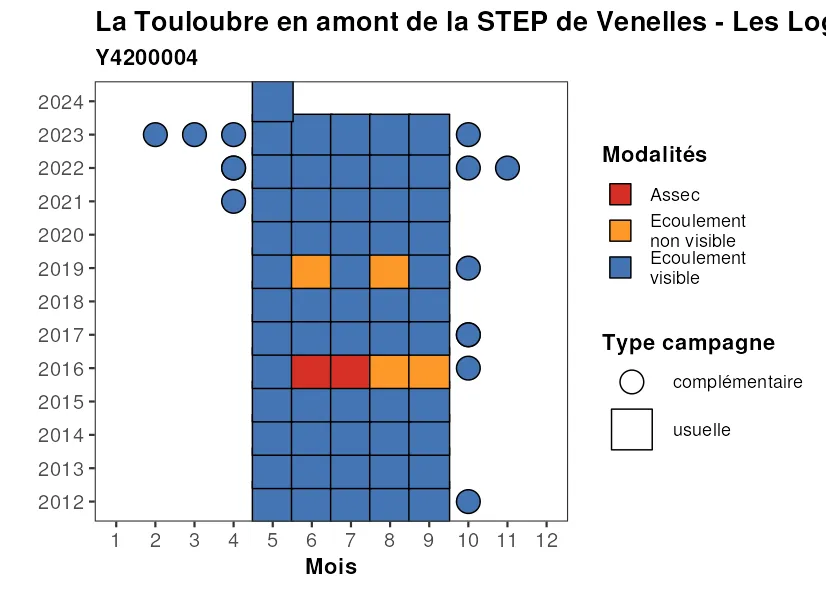 La Touloubre en amont de la STEP de Venelles - Les Log
Y4200004
2024
2023
2022
2021
2020
2019
2018
2017
2016
2015
2014
2013
2012
1 2 3 4 5 6 7 8 9 10 11 12
Mois
Modalités
Assec
Ecoulement
non visible
Ecoulement
visible
Type campagne
complémentaire
usuelle